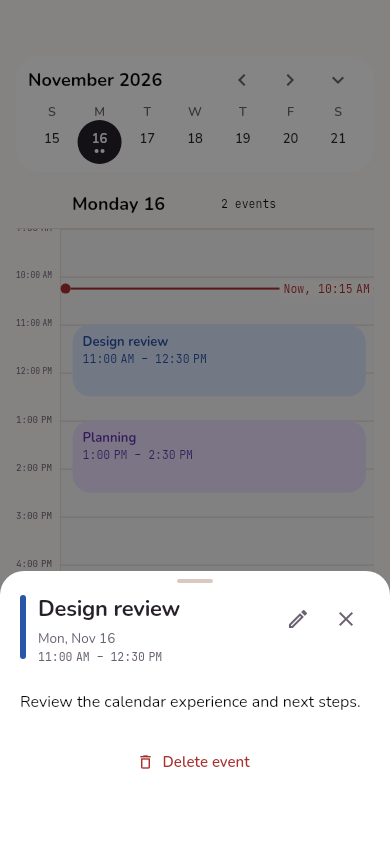 November 2026
S M T W T F S
15 16 17 18 19 20 21
Monday 16 2 events
10:00 AM
Now, 10:15 AM
11:00 AM
Design review
11:00 AM – 12:30 PM
12:00 PM
1:00 PM
Planning
1:00 PM – 2:30 PM
2:00 PM
3:00 PM
4:00 PM
Design review
Mon, Nov 16
11:00 AM – 12:30 PM
Review the calendar experience and next steps.
Delete event